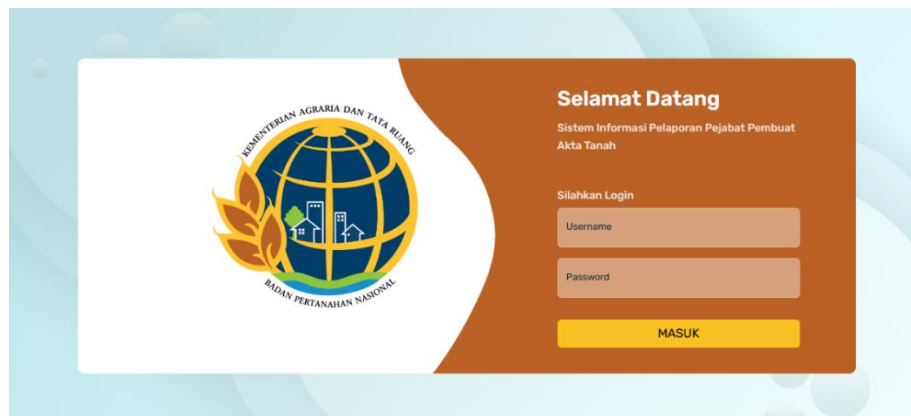 KEMENTERIAN AGRARIA DAN TATA RUANG
BADAN PERTANAHAN NASIONAL
Selamat Datang
Sistem Informasi Pelaporan Pejabat Pembuat
Akta Tanah
Silahkan Login
Username
Password
MASUK